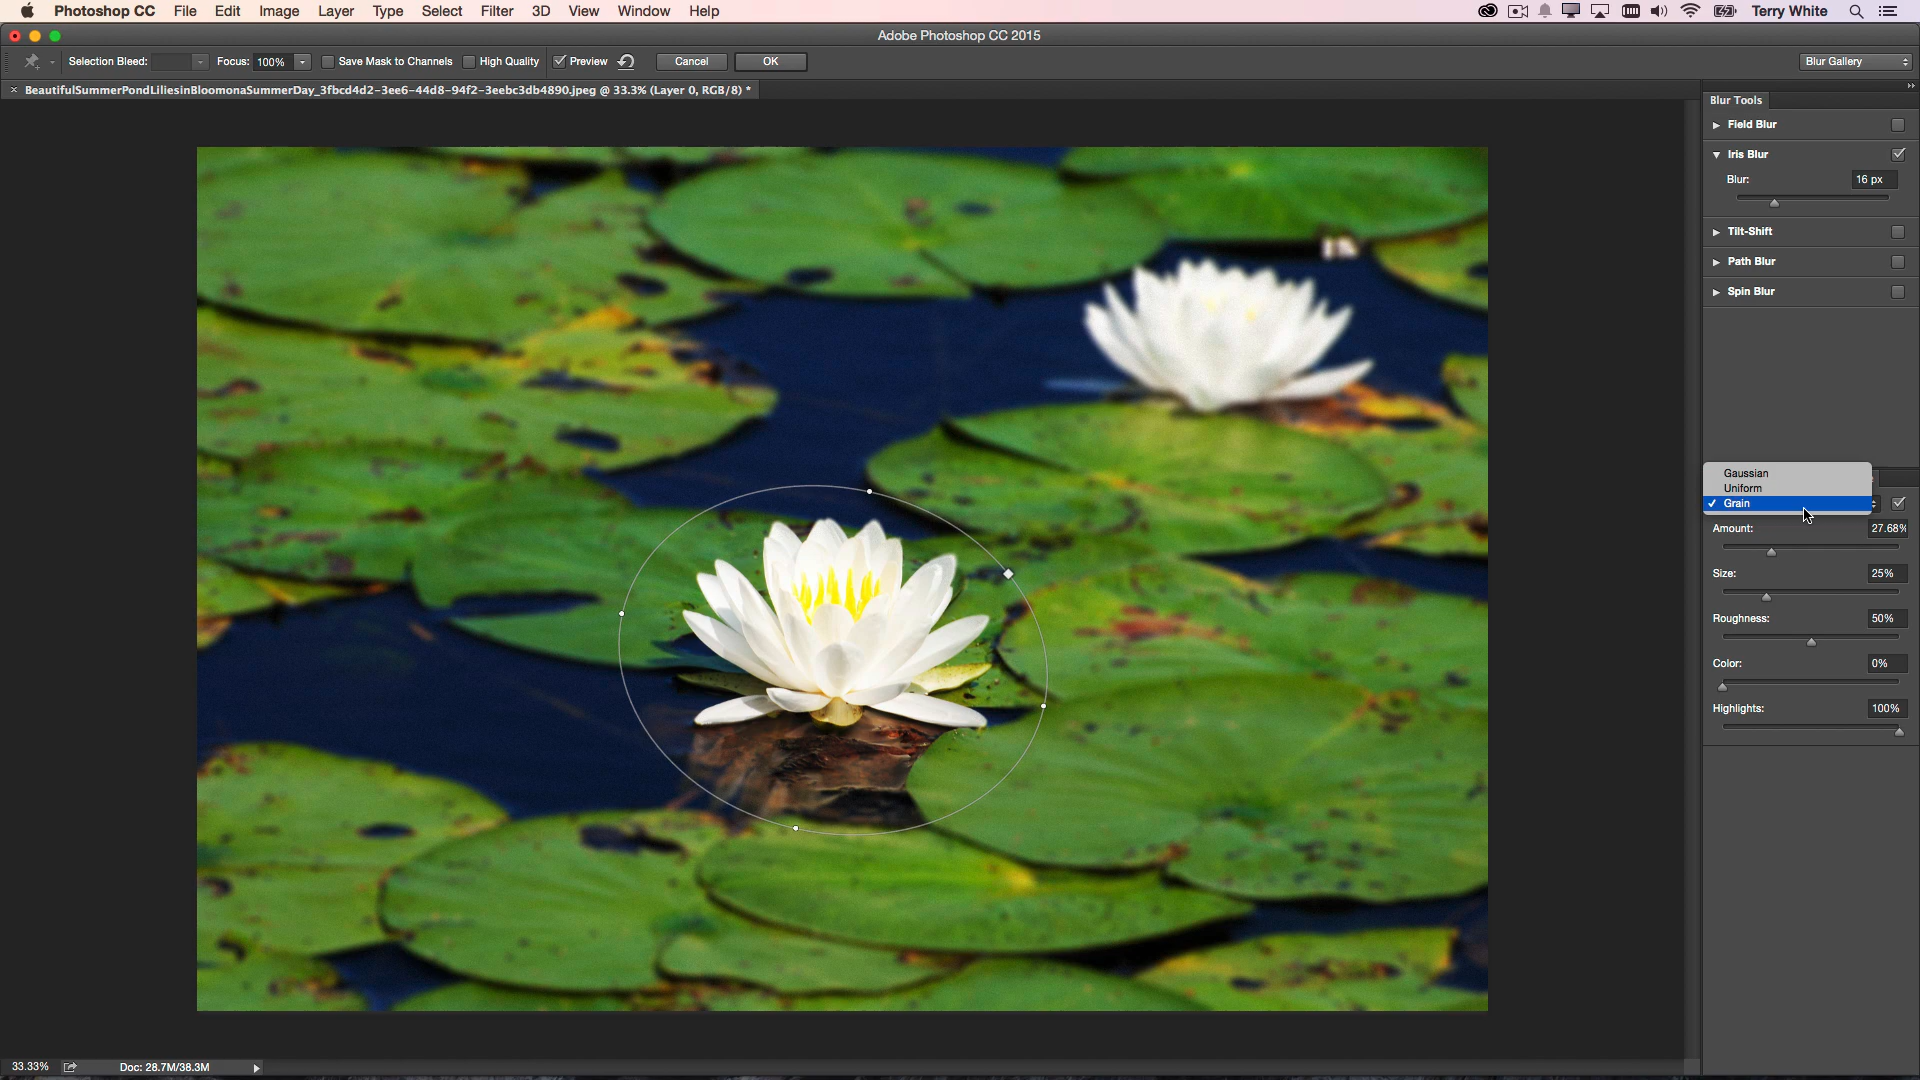 Photoshop CC File Edit Image Layer Type Select Filter 3D View Window Help Terry White
Adobe Photoshop CC 2015
Selection Bleed: Focus: 100% Save Mask to Channels High Quality Preview Cancel OK Blur Gallery
× BeautifulSummerPondLiliesinBloomonaSummerDay_3fbcd4d2-3ee6-44d8-94f2-3eebc3db4890.jpeg @ 33.3% (Layer 0, RGB/8) *
Blur Tools
Field Blur
Iris Blur
Blur: 16 px
Tilt-Shift
Path Blur
Spin Blur
Gaussian
Uniform
✓ Grain
Amount: 27.68%
Size: 25%
Roughness: 50%
Color: 0%
Highlights: 100%
33.33% Doc: 28.7M/38.3M